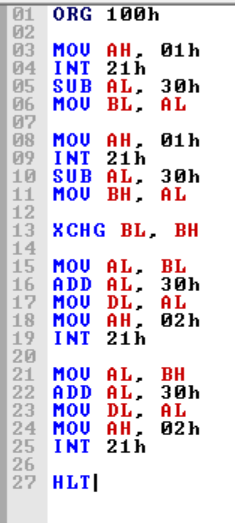 01 ORG 100h
02
03 MOV AH, 01h
04 INT 21h
05 SUB AL, 30h
06 MOV BL, AL
07
08 MOV AH, 01h
09 INT 21h
10 SUB AL, 30h
11 MOV BH, AL
12
13 XCHG BL, BH
14
15 MOV AL, BL
16 ADD AL, 30h
17 MOV DL, AL
18 MOV AH, 02h
19 INT 21h
20
21 MOV AL, BH
22 ADD AL, 30h
23 MOV DL, AL
24 MOV AH, 02h
25 INT 21h
26
27 HLT